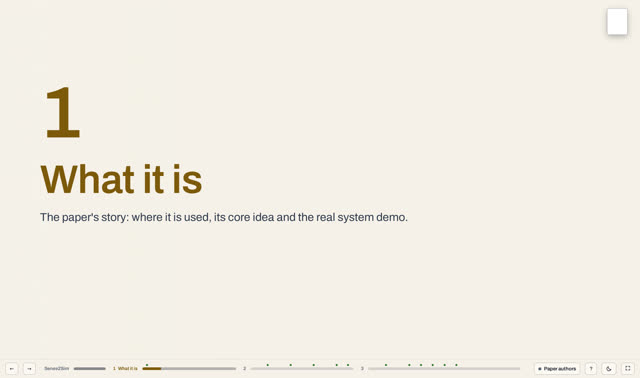 1
What it is
The paper's story: where it is used, its core idea and the real system demo.
← → Sense2Slim 1 What it is 2 3 Paper authors ?